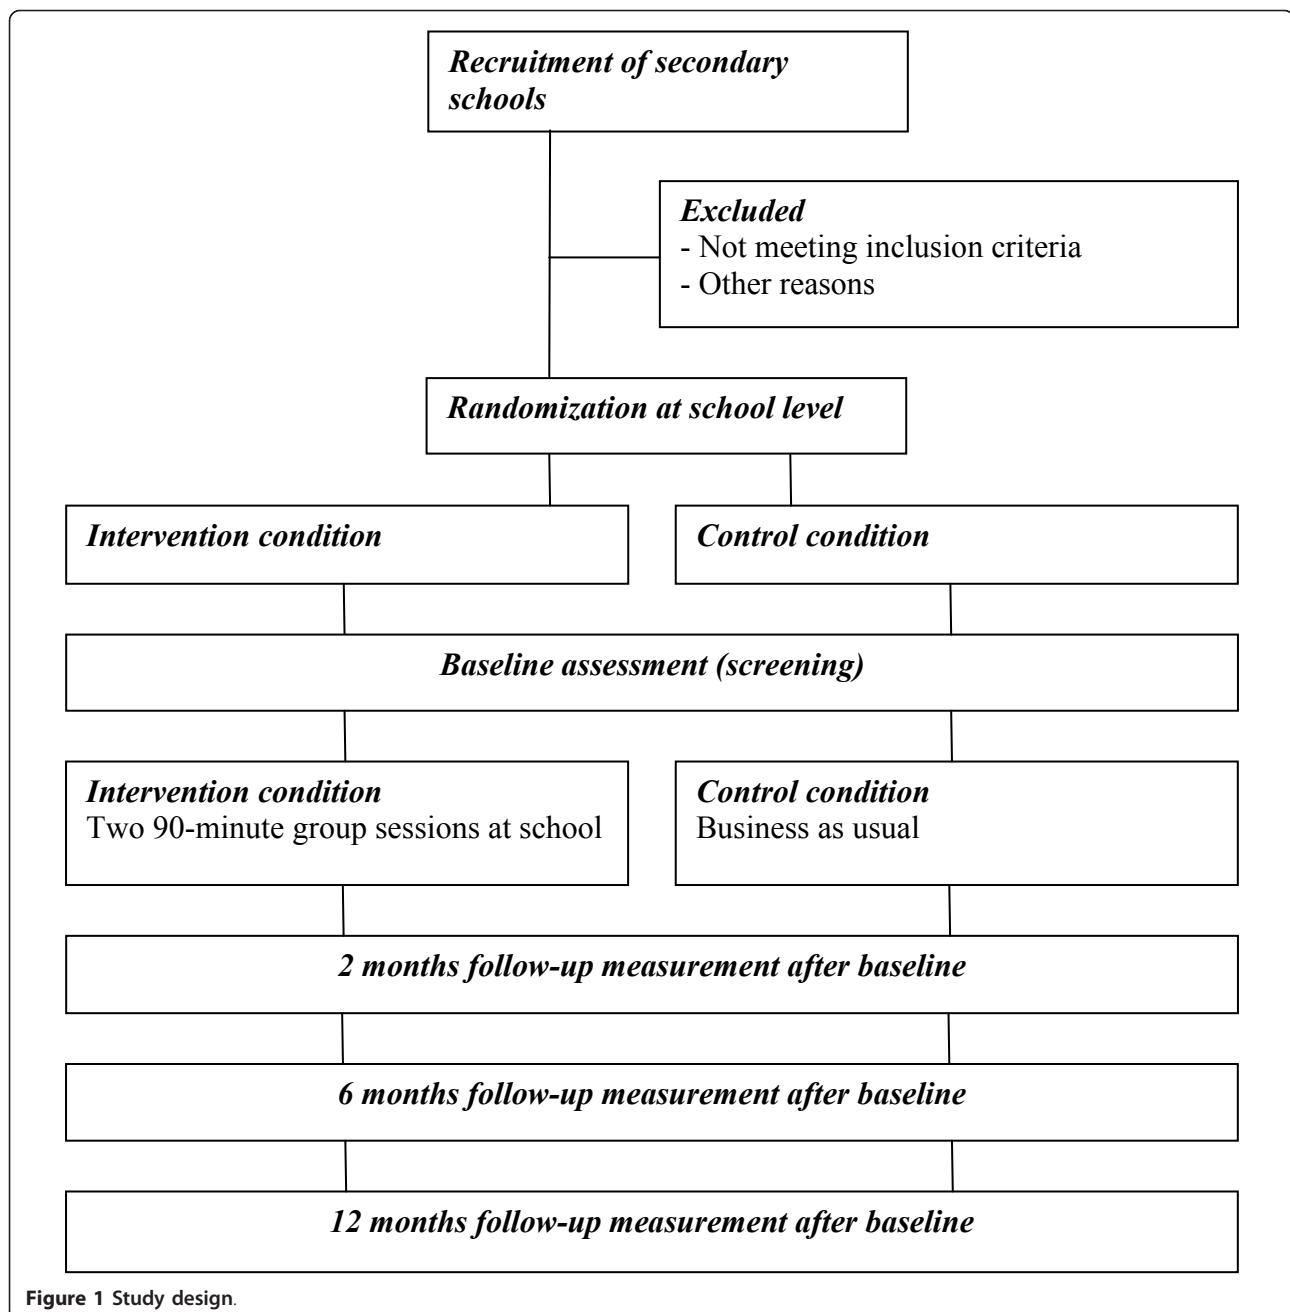 Recruitment of secondary
schools
Excluded
- Not meeting inclusion criteria
- Other reasons
Randomization at school level
Intervention condition
Control condition
Baseline assessment (screening)
Intervention condition
Two 90-minute group sessions at school
Control condition
Business as usual
2 months follow-up measurement after baseline
6 months follow-up measurement after baseline
12 months follow-up measurement after baseline
Figure 1 Study design.